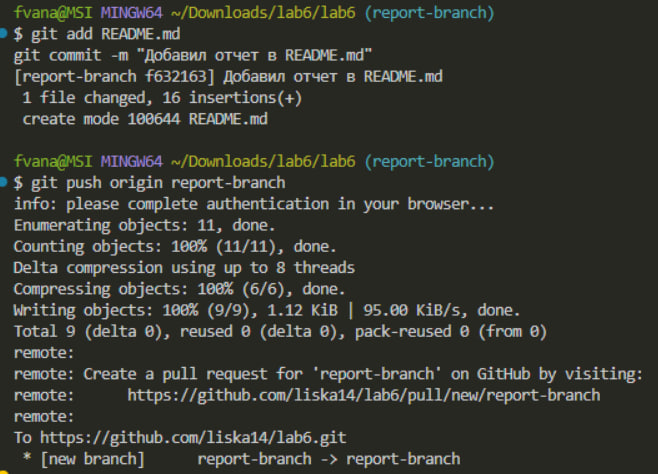 fvana@MSI MINGW64 ~/Downloads/lab6/lab6 (report-branch)
$ git add README.md
git commit -m "Добавил отчет в README.md"
[report-branch f632163] Добавил отчет в README.md
 1 file changed, 16 insertions(+)
 create mode 100644 README.md
fvana@MSI MINGW64 ~/Downloads/lab6/lab6 (report-branch)
$ git push origin report-branch
info: please complete authentication in your browser...
Enumerating objects: 11, done.
Counting objects: 100% (11/11), done.
Delta compression using up to 8 threads
Compressing objects: 100% (6/6), done.
Writing objects: 100% (9/9), 1.12 KiB | 95.00 KiB/s, done.
Total 9 (delta 0), reused 0 (delta 0), pack-reused 0 (from 0)
remote:
remote: Create a pull request for 'report-branch' on GitHub by visiting:
remote:      https://github.com/liska14/lab6/pull/new/report-branch
remote:
To https://github.com/liska14/lab6.git
 * [new branch]      report-branch -> report-branch